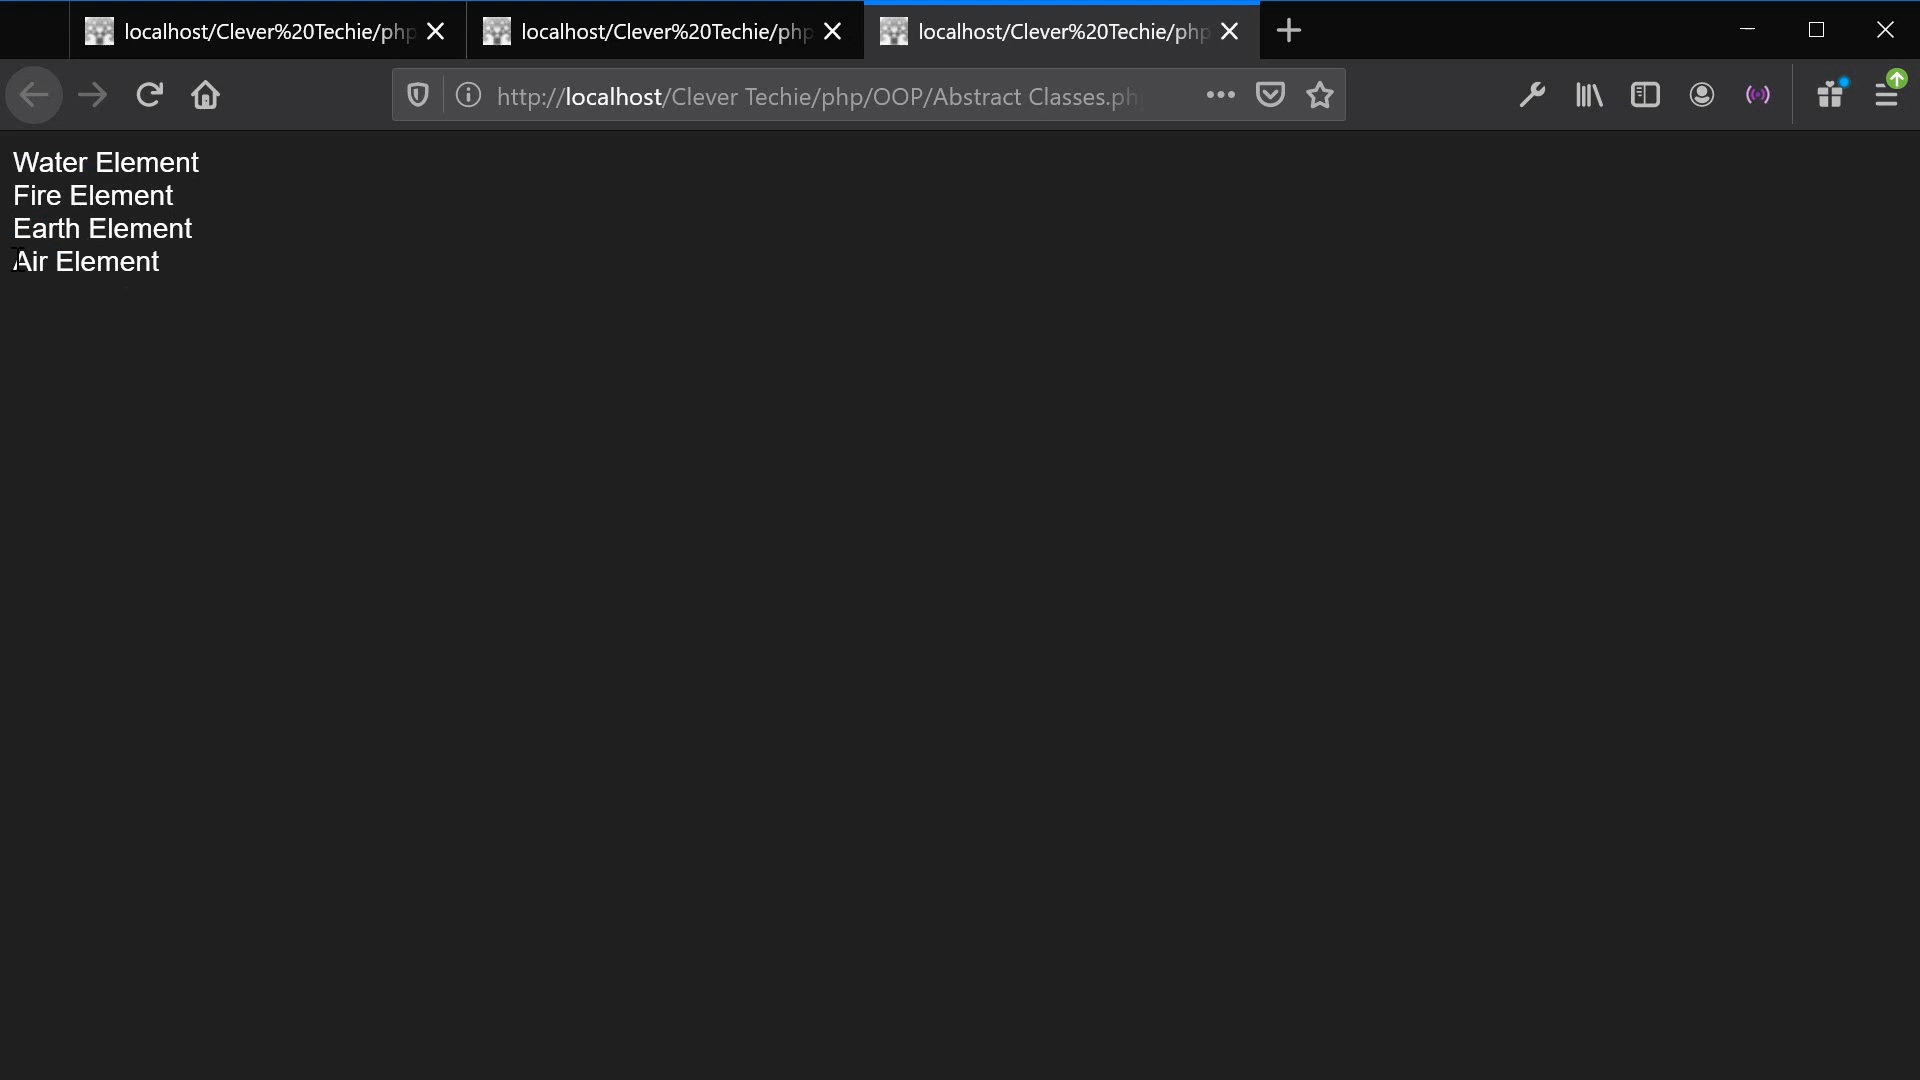 localhost/Clever%20Techie/php
localhost/Clever%20Techie/php
localhost/Clever%20Techie/php
http://localhost/Clever Techie/php/OOP/Abstract Classes.ph
Water Element
Fire Element
Earth Element
Air Element